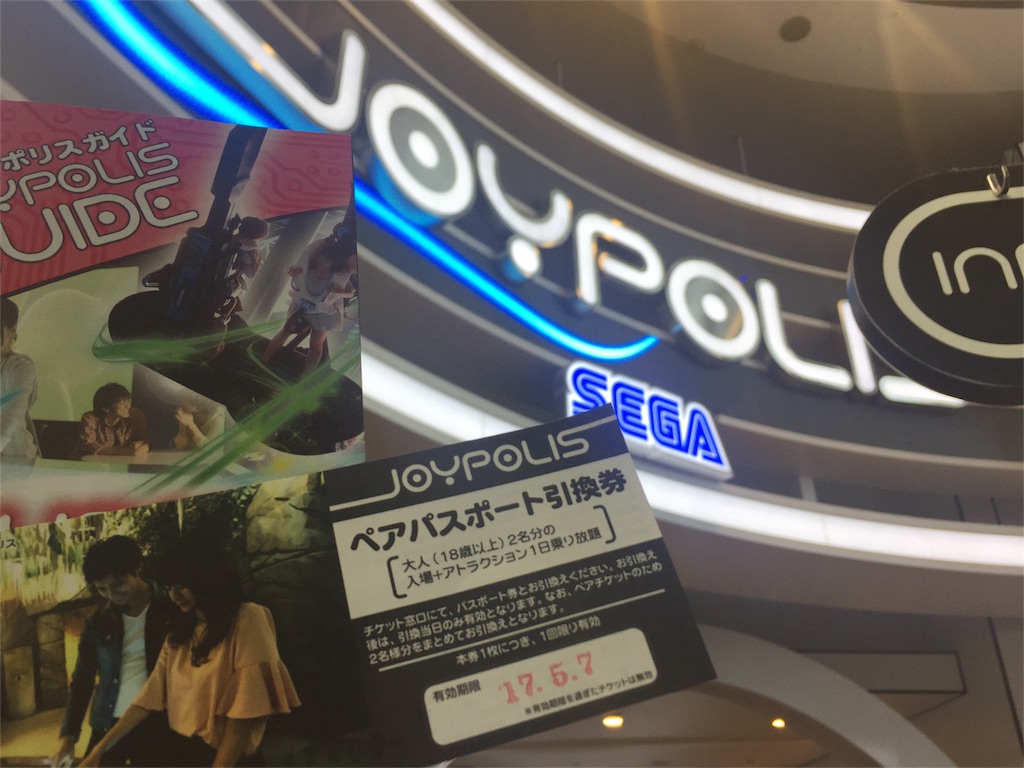 JOYPOLIS
SEGA
ポリスガイド
YPOLIS
UIDE
JOYPOLIS
ペアパスポート引換券
大人(18歳以上)2名分の
入場+アトラクション1日乗り放題
チケット窓口にて、パスポート券とお引換えください。お引換え
後は、引換当日のみ有効となります。なお、ペアチケットのため
2名様分をまとめてお引換えとなります。
本券1枚につき、1回限り有効
有効期限 17.5.7
※有効期限を過ぎたチケットは無効